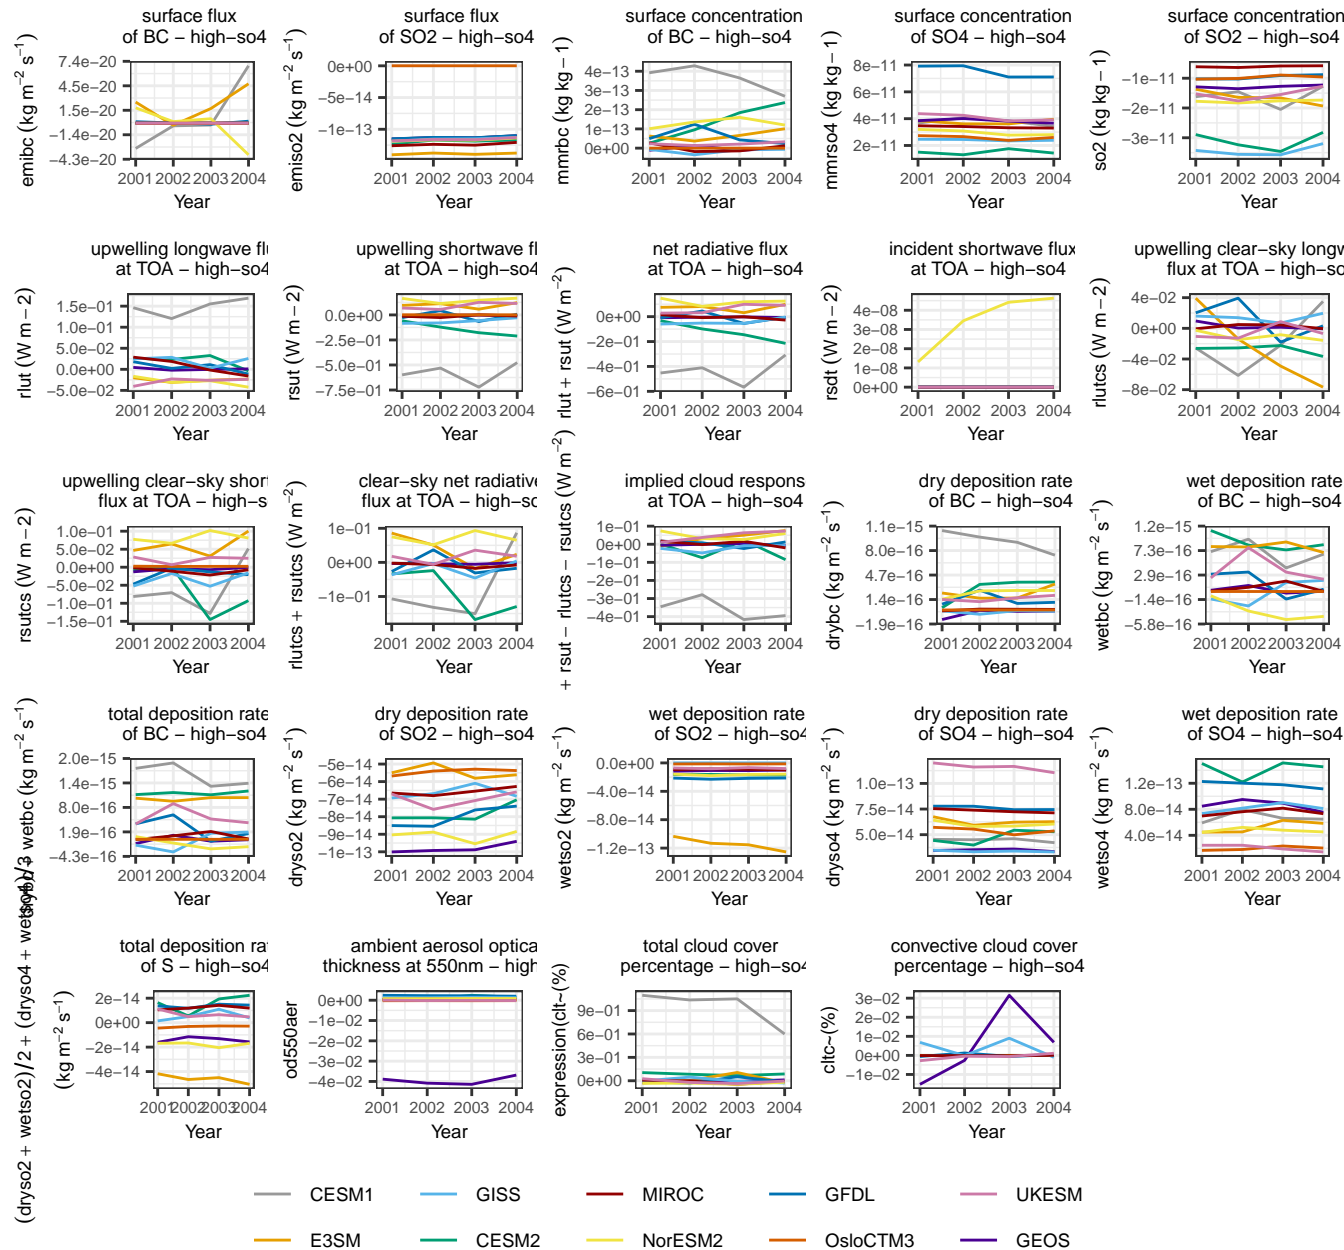 surface flux
of BC − high−so4
emibc (kg m−2 s−1)
7.4e−20
4.5e−20
1.5e−20
−1.4e−20
−4.3e−20
2001 2002 2003 2004
Year
surface flux
of SO2 − high−so4
emiso2 (kg m−2 s−1)
0e+00
−5e−14
−1e−13
2001 2002 2003 2004
Year
surface concentration
of BC − high−so4
mmrbc (kg kg−1)
4e−13
3e−13
2e−13
1e−13
0e+00
2001 2002 2003 2004
Year
surface concentration
of SO4 − high−so4
mmrso4 (kg kg−1)
8e−11
6e−11
4e−11
2e−11
2001 2002 2003 2004
Year
surface concentration
of SO2 − high−so4
so2 (kg kg−1)
−1e−11
−2e−11
−3e−11
2001 2002 2003 2004
Year
upwelling longwave flu
at TOA − high−so4
rlut (W m−2)
1.5e−01
1.0e−01
5.0e−02
0.0e+00
−5.0e−02
2001 2002 2003 2004
Year
upwelling shortwave fl
at TOA − high−so4
rsut (W m−2)
0.0e+00
−2.5e−01
−5.0e−01
−7.5e−01
2001 2002 2003 2004
Year
net radiative flux
at TOA − high−so4
rlut + rsut (W m−2)
0e+00
−2e−01
−4e−01
−6e−01
2001 2002 2003 2004
Year
incident shortwave flux
at TOA − high−so4
rsdt (W m−2)
4e−08
3e−08
2e−08
1e−08
0e+00
2001 2002 2003 2004
Year
upwelling clear−sky longw
flux at TOA − high−so
rlutcs (W m−2)
4e−02
0e+00
−4e−02
−8e−02
2001 2002 2003 2004
Year
upwelling clear−sky short
flux at TOA − high−s
rsutcs (W m−2)
1.0e−01
5.0e−02
0.0e+00
−5.0e−02
−1.0e−01
−1.5e−01
2001 2002 2003 2004
Year
clear−sky net radiative
flux at TOA − high−so
rlutcs + rsutcs (W m−2)
1e−01
0e+00
−1e−01
2001 2002 2003 2004
Year
implied cloud respons
at TOA − high−so4
+ rsut − rlutcs − rsutcs (W m−2)
1e−01
0e+00
−1e−01
−2e−01
−3e−01
−4e−01
2001 2002 2003 2004
Year
dry deposition rate
of BC − high−so4
drybc (kg m−2 s−1)
1.1e−15
8.0e−16
4.7e−16
1.4e−16
−1.9e−16
2001 2002 2003 2004
Year
wet deposition rate
of BC − high−so4
wetbc (kg m−2 s−1)
1.2e−15
7.3e−16
2.9e−16
−1.4e−16
−5.8e−16
2001 2002 2003 2004
Year
total deposition rate
of BC − high−so4
wetbc (kg m−2 s−1)
2.0e−15
1.4e−15
8.0e−16
1.9e−16
−4.3e−16
2001 2002 2003 2004
Year
dry deposition rate
of SO2 − high−so4
dryso2 (kg m−2 s−1)
−5e−14
−6e−14
−7e−14
−8e−14
−9e−14
−1e−13
2001 2002 2003 2004
Year
wet deposition rate
of SO2 − high−so4
wetso2 (kg m−2 s−1)
0.0e+00
−4.0e−14
−8.0e−14
−1.2e−13
2001 2002 2003 2004
Year
dry deposition rate
of SO4 − high−so4
dryso4 (kg m−2 s−1)
1.0e−13
7.5e−14
5.0e−14
2001 2002 2003 2004
Year
wet deposition rate
of SO4 − high−so4
wetso4 (kg m−2 s−1)
1.6e−13
1.2e−13
8.0e−14
4.0e−14
2001 2002 2003 2004
Year
total deposition rat
of S − high−so4
(dryso2 + wetso2)/2 + (dryso4 + wetso4)/3
(kg m−2 s−1)
2e−14
0e+00
−2e−14
−4e−14
2001 2002 2003 2004
Year
ambient aerosol optica
thickness at 550nm − high
od550aer
0e+00
−1e−02
−2e−02
−3e−02
−4e−02
2001 2002 2003 2004
Year
total cloud cover
percentage − high−so4
expression(clt~(%)
9e−01
6e−01
3e−01
0e+00
2001 2002 2003 2004
Year
convective cloud cover
percentage − high−so4
cltc~(%)
3e−02
2e−02
1e−02
0e+00
−1e−02
2001 2002 2003 2004
Year
CESM1 GISS MIROC GFDL UKESM
E3SM CESM2 NorESM2 OsloCTM3 GEOS